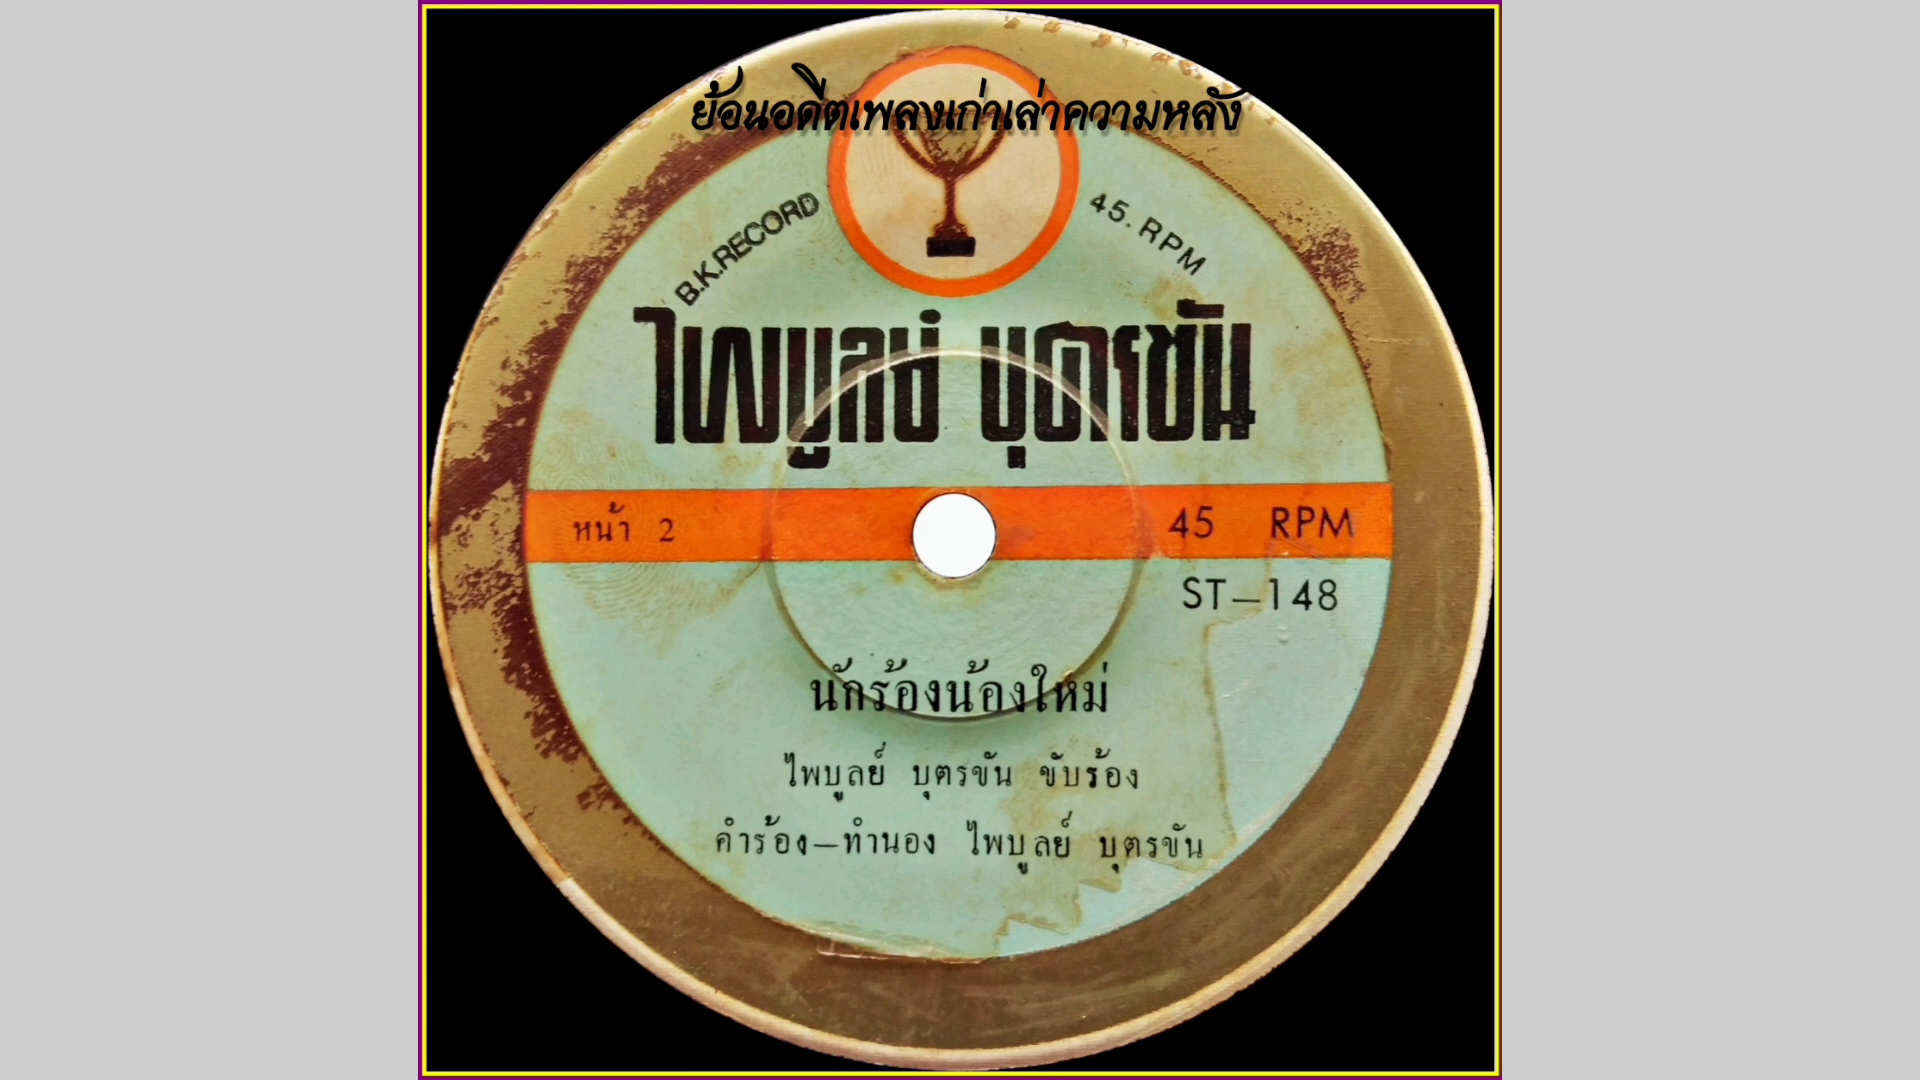 ย้อนอดีตเพลงเก่าเล่าความหลัง
B.K.RECORD
45. RPM
ไพบูลย์ บุตรขัน
หน้า 2
45 RPM
ST–148
นักร้องน้องใหม่
ไพบูลย์ บุตรขัน ขับร้อง
คำร้อง–ทำนอง ไพบูลย์ บุตรขัน